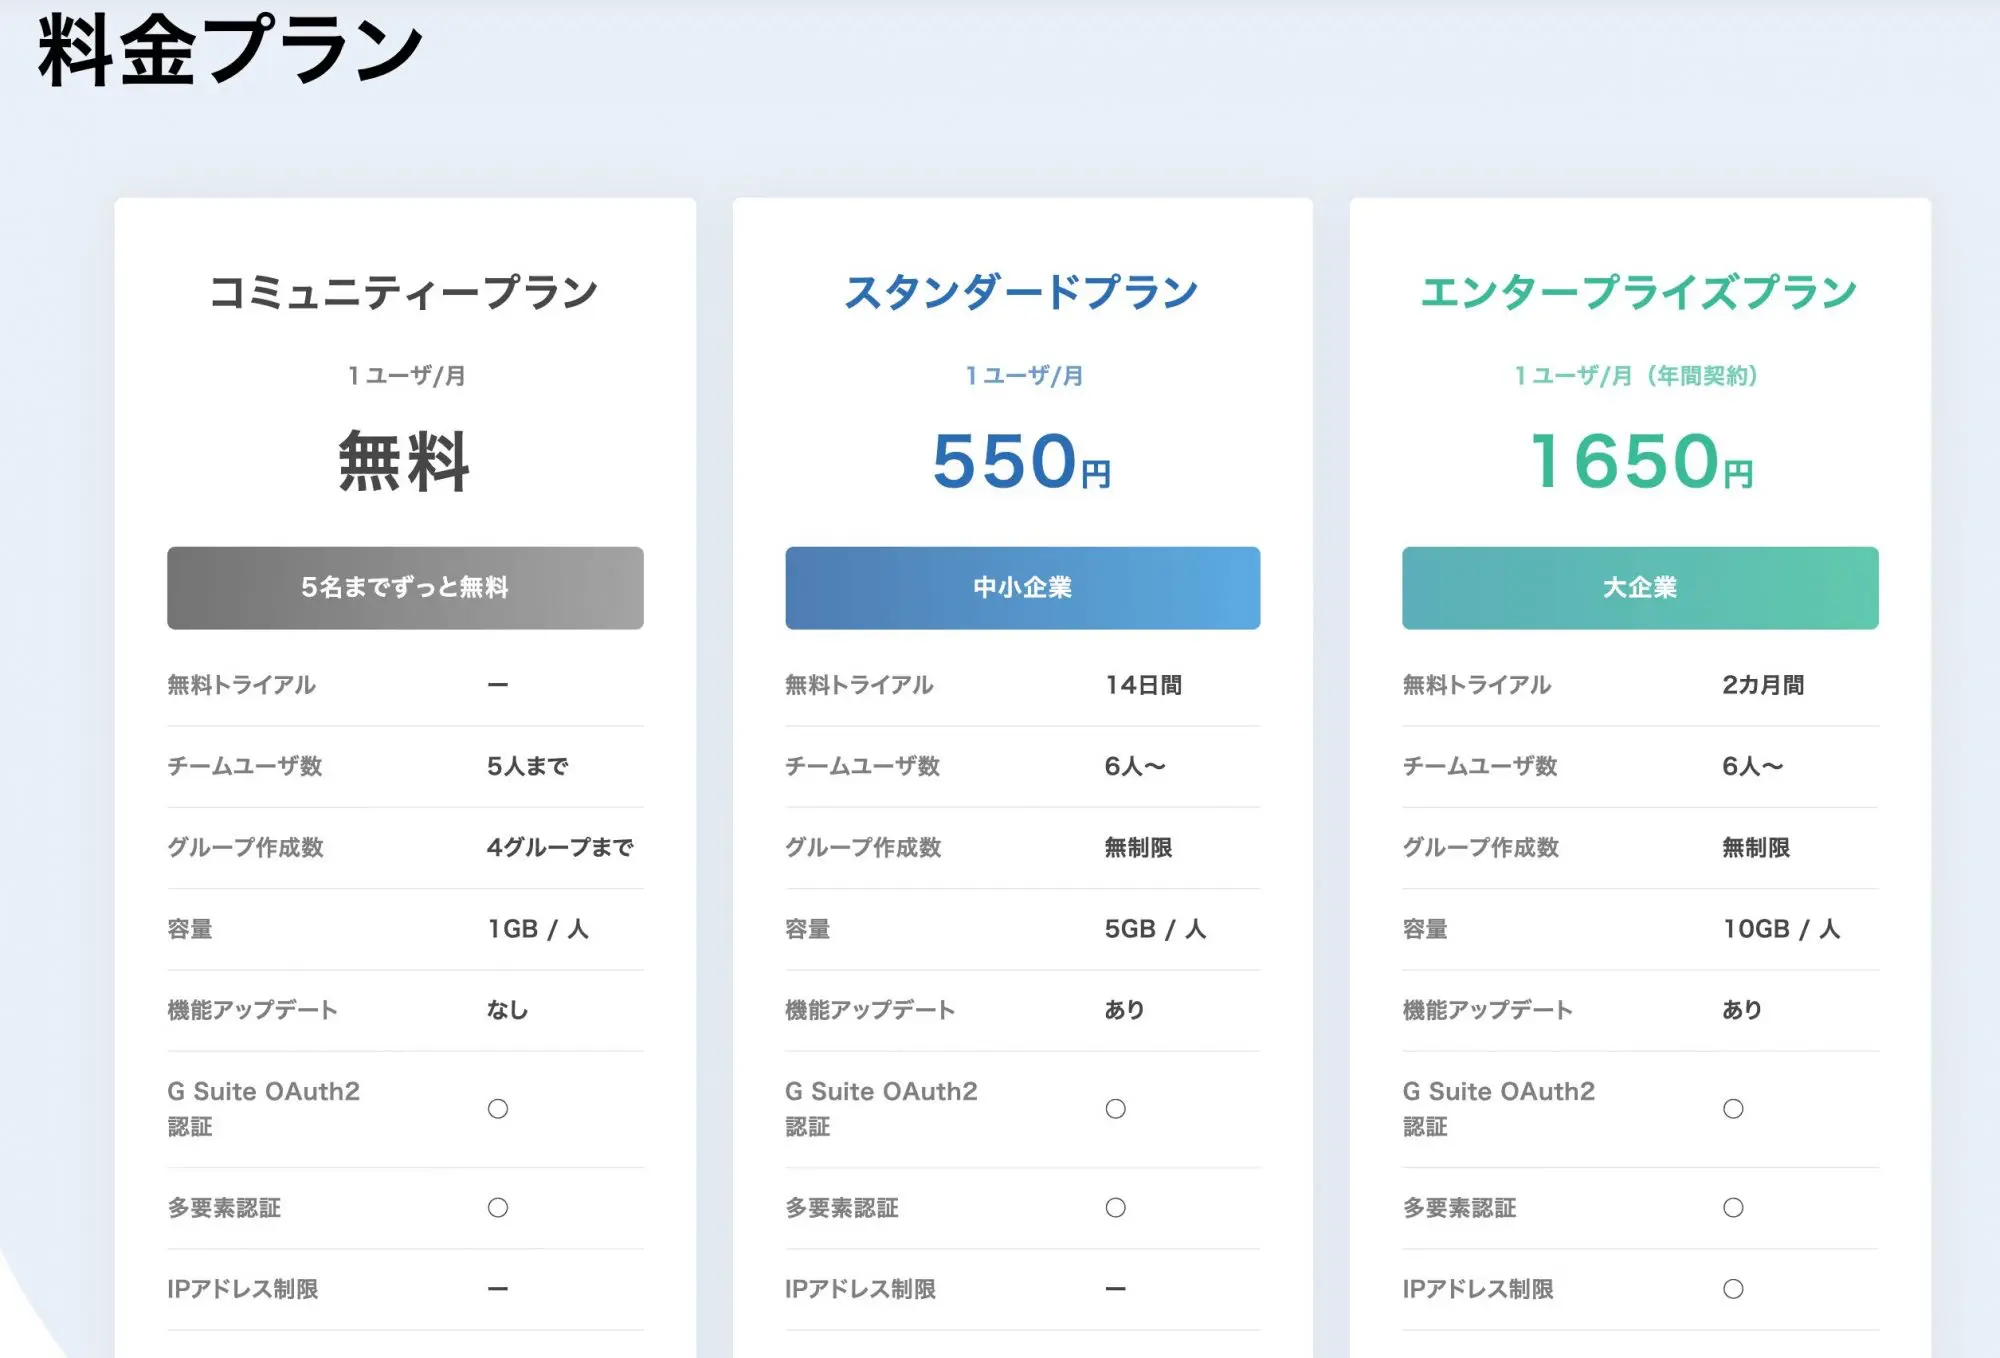 料金プラン
コミュニティープラン
1 ユーザ/月
無料
5名までずっと無料
無料トライアル ー
チームユーザ数 5人まで
グループ作成数 4グループまで
容量 1GB / 人
機能アップデート なし
G Suite OAuth2
認証 ○
多要素認証 ○
IPアドレス制限 ー
スタンダードプラン
1 ユーザ/月
550円
中小企業
無料トライアル 14日間
チームユーザ数 6人〜
グループ作成数 無制限
容量 5GB / 人
機能アップデート あり
G Suite OAuth2
認証 ○
多要素認証 ○
IPアドレス制限 ー
エンタープライズプラン
1 ユーザ/月（年間契約）
1650円
大企業
無料トライアル 2カ月間
チームユーザ数 6人〜
グループ作成数 無制限
容量 10GB / 人
機能アップデート あり
G Suite OAuth2
認証 ○
多要素認証 ○
IPアドレス制限 ○